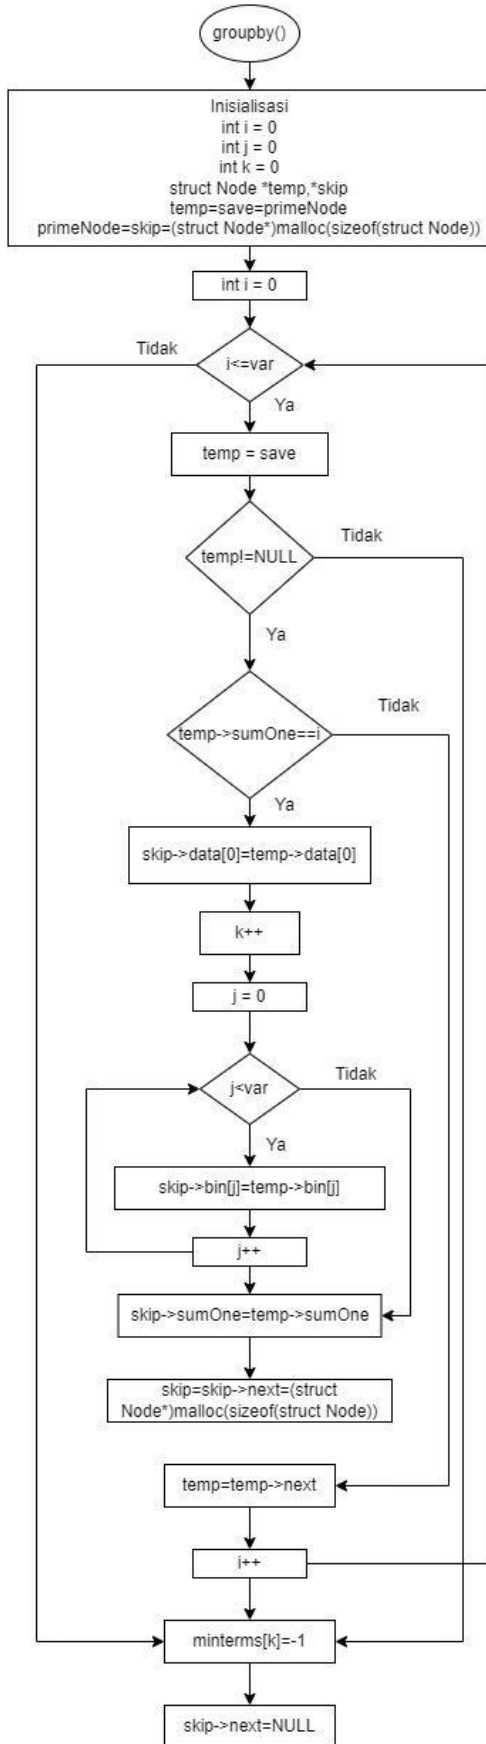 groupby()
Inisialisasi
int i = 0
int j = 0
int k = 0
struct Node *temp,*skip
temp=save=primeNode
primeNode=skip=(struct Node*)malloc(sizeof(struct Node))
int i = 0
Tidak
i<=var
Ya
temp = save
Tidak
temp!=NULL
Ya
Tidak
temp->sumOne==i
Ya
skip->data[0]=temp->data[0]
k++
j = 0
Tidak
j<var
Ya
skip->bin[j]=temp->bin[j]
j++
skip->sumOne=temp->sumOne
skip=skip->next=(struct
Node*)malloc(sizeof(struct Node))
temp=temp->next
i++
minterms[k]=-1
skip->next=NULL